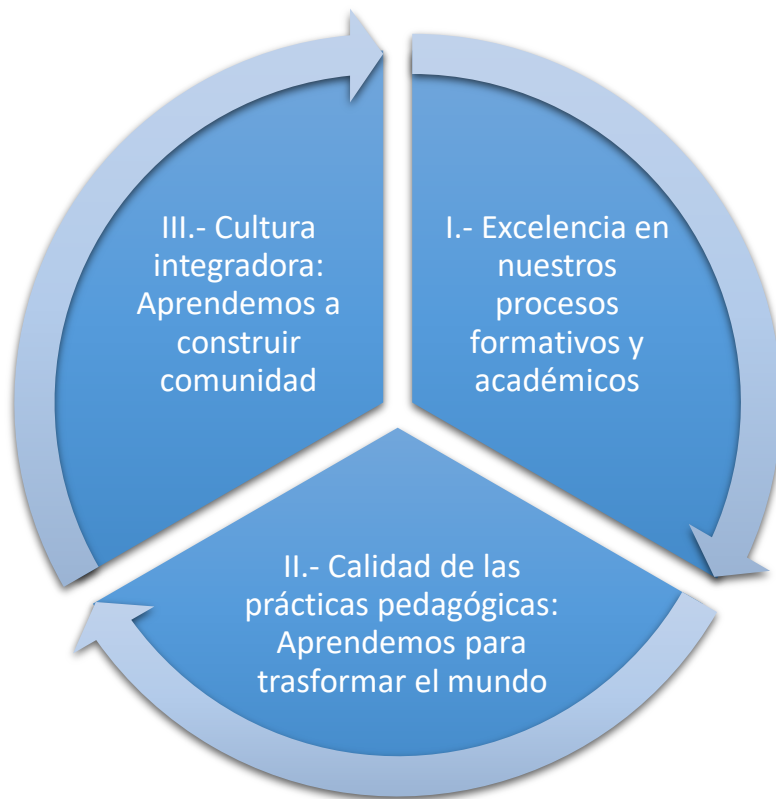 I.- Excelencia en
nuestros
procesos
formativos y
académicos
II.- Calidad de las
prácticas pedagógicas:
Aprendemos para
trasformar el mundo
III.- Cultura
integradora:
Aprendemos a
construir
comunidad